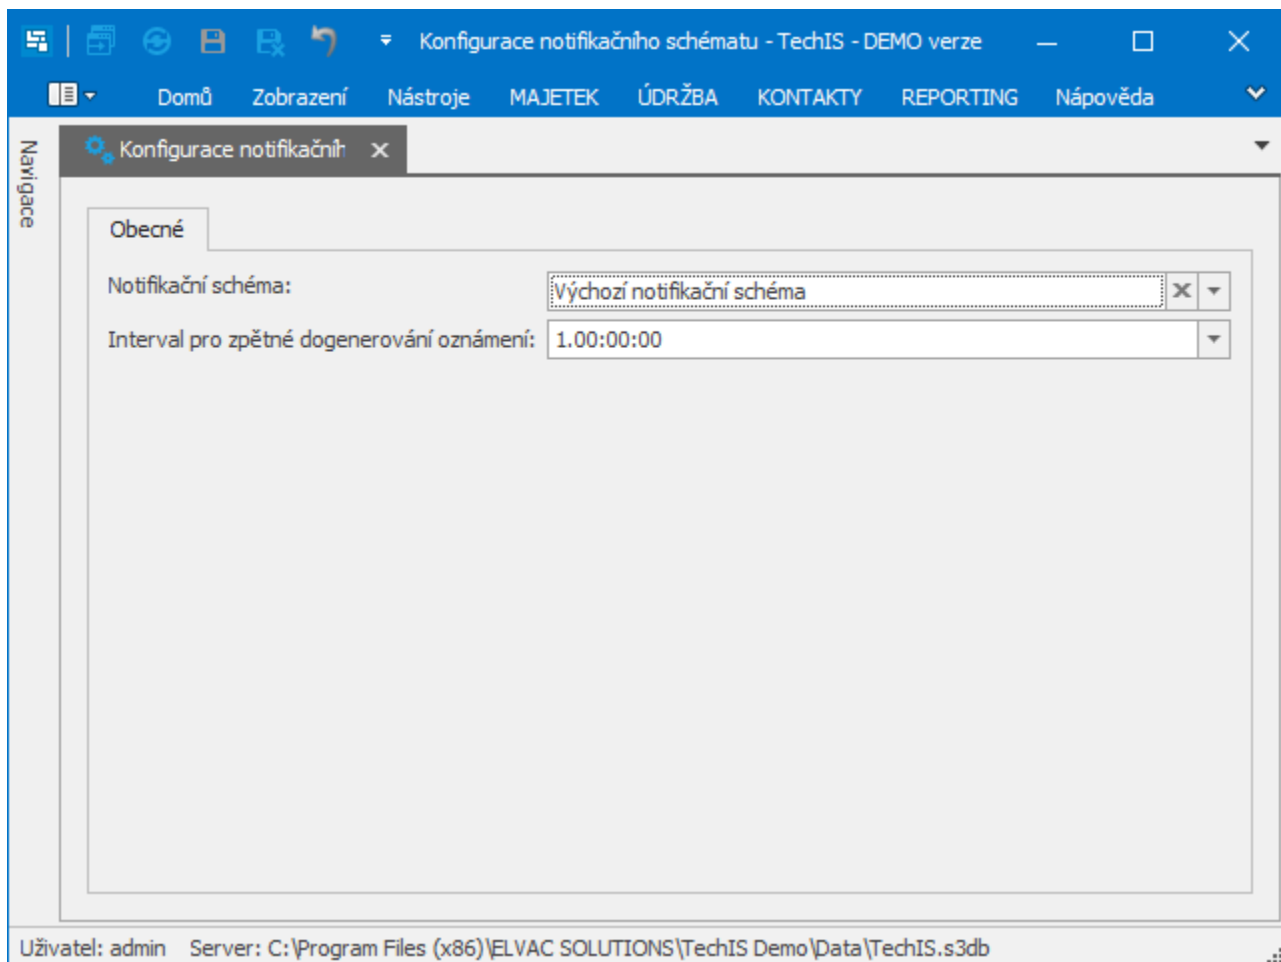 Konfigurace notifikačního schématu - TechIS - DEMO verze
Domů Zobrazení Nástroje MAJETEK ÚDRŽBA KONTAKTY REPORTING Nápověda
Navigace
Konfigurace notifikačníh
Obecné
Notifikační schéma: Výchozí notifikační schéma
Interval pro zpětné dogenerování oznámení: 1.00:00:00
Uživatel: admin Server: C:\Program Files (x86)\ELVAC SOLUTIONS\TechIS Demo\Data\TechIS.s3db